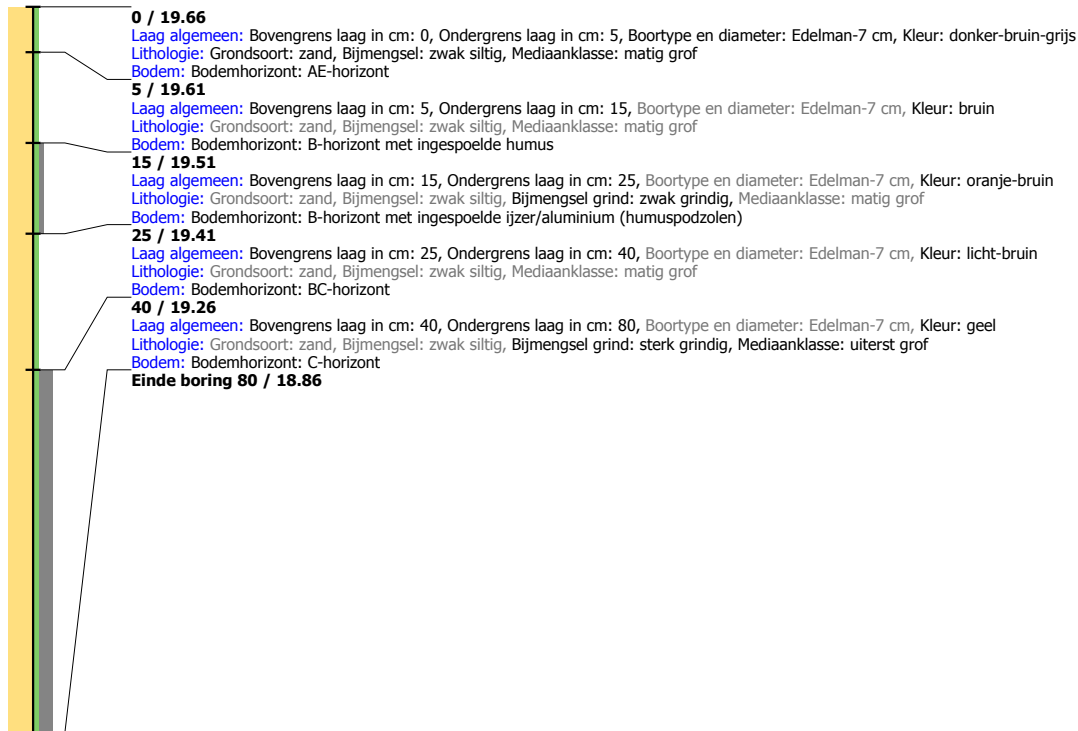 0 / 19.66
Laag algemeen: Bovengrens laag in cm: 0, Ondergrens laag in cm: 5, Boortype en diameter: Edelman-7 cm, Kleur: donker-bruin-grijs
Lithologie: Grondsoort: zand, Bijmengsel: zwak siltig, Mediaanklasse: matig grof
Bodem: Bodemhorizont: AE-horizont
5 / 19.61
Laag algemeen: Bovengrens laag in cm: 5, Ondergrens laag in cm: 15, Boortype en diameter: Edelman-7 cm, Kleur: bruin
Lithologie: Grondsoort: zand, Bijmengsel: zwak siltig, Mediaanklasse: matig grof
Bodem: Bodemhorizont: B-horizont met ingespoelde humus
15 / 19.51
Laag algemeen: Bovengrens laag in cm: 15, Ondergrens laag in cm: 25, Boortype en diameter: Edelman-7 cm, Kleur: oranje-bruin
Lithologie: Grondsoort: zand, Bijmengsel: zwak siltig, Bijmengsel grind: zwak grindig, Mediaanklasse: matig grof
Bodem: Bodemhorizont: B-horizont met ingespoelde ijzer/aluminium (humuspodzolen)
25 / 19.41
Laag algemeen: Bovengrens laag in cm: 25, Ondergrens laag in cm: 40, Boortype en diameter: Edelman-7 cm, Kleur: licht-bruin
Lithologie: Grondsoort: zand, Bijmengsel: zwak siltig, Mediaanklasse: matig grof
Bodem: Bodemhorizont: BC-horizont
40 / 19.26
Laag algemeen: Bovengrens laag in cm: 40, Ondergrens laag in cm: 80, Boortype en diameter: Edelman-7 cm, Kleur: geel
Lithologie: Grondsoort: zand, Bijmengsel: zwak siltig, Bijmengsel grind: sterk grindig, Mediaanklasse: uiterst grof
Bodem: Bodemhorizont: C-horizont
Einde boring 80 / 18.86